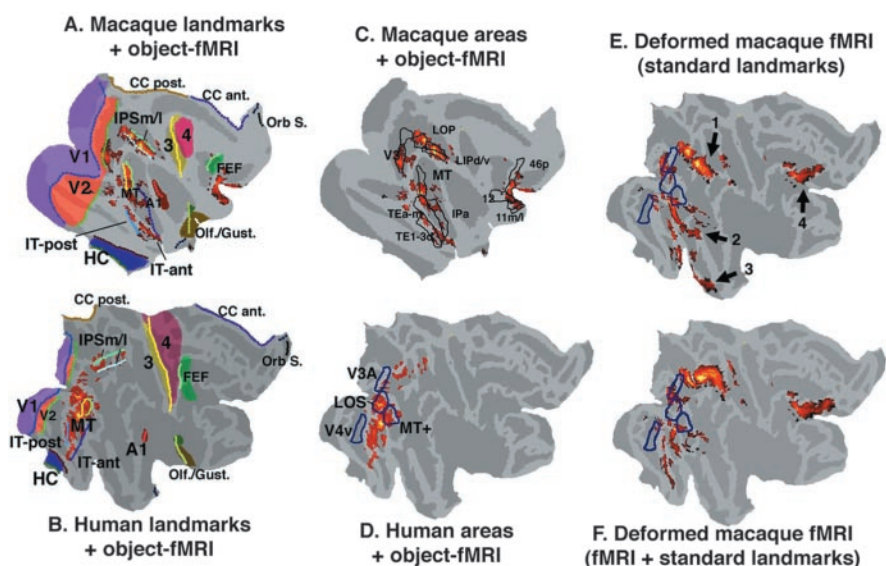 A. Macaque landmarks
+ object-fMRI
CC post.
CC ant.
Orb S.
IPSm/l
3
4
V1
V2
FEF
MT
A1
IT-post
Olf./Gust.
HC
IT-ant
C. Macaque areas
+ object-fMRI
LOP
LIPd/v
MT
46p
12
11m/l
IPa
TE1-3
E. Deformed macaque fMRI
(standard landmarks)
1
2
3
4
CC post.
CC ant.
Orb S.
IPSm/l
3
4
FEF
V1
V2
MT
IT-post
A1
IT-ant
HC
Olf./Gust.
B. Human landmarks
+ object-fMRI
V3A
LOS
V4v
MT+
D. Human areas
+ object-fMRI
F. Deformed macaque fMRI
(fMRI + standard landmarks)